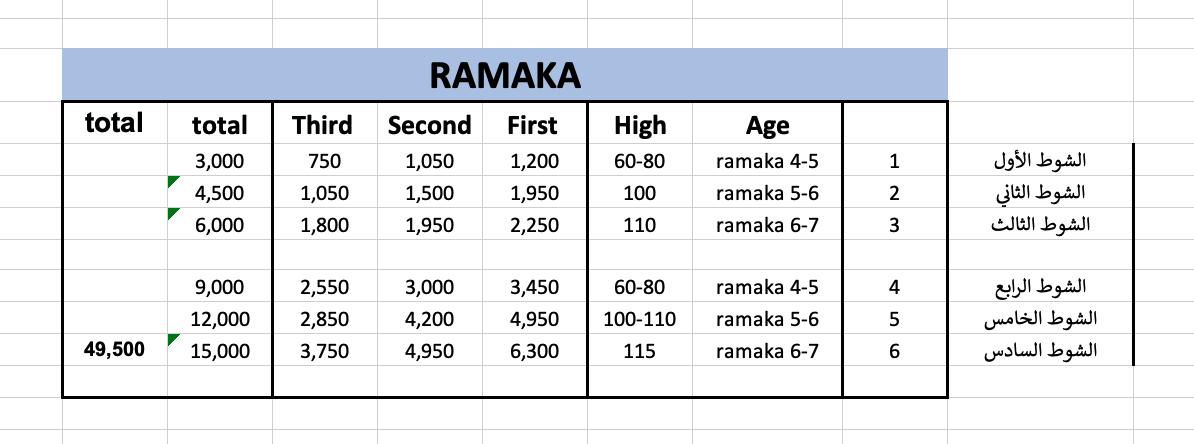 RAMAKA
total total Third Second First High Age
3,000 750 1,050 1,200 60-80 ramaka 4-5 1 الشوط الأول
4,500 1,050 1,500 1,950 100 ramaka 5-6 2 الشوط الثاني
6,000 1,800 1,950 2,250 110 ramaka 6-7 3 الشوط الثالث
9,000 2,550 3,000 3,450 60-80 ramaka 4-5 4 الشوط الرابع
12,000 2,850 4,200 4,950 100-110 ramaka 5-6 5 الشوط الخامس
49,500 15,000 3,750 4,950 6,300 115 ramaka 6-7 6 الشوط السادس